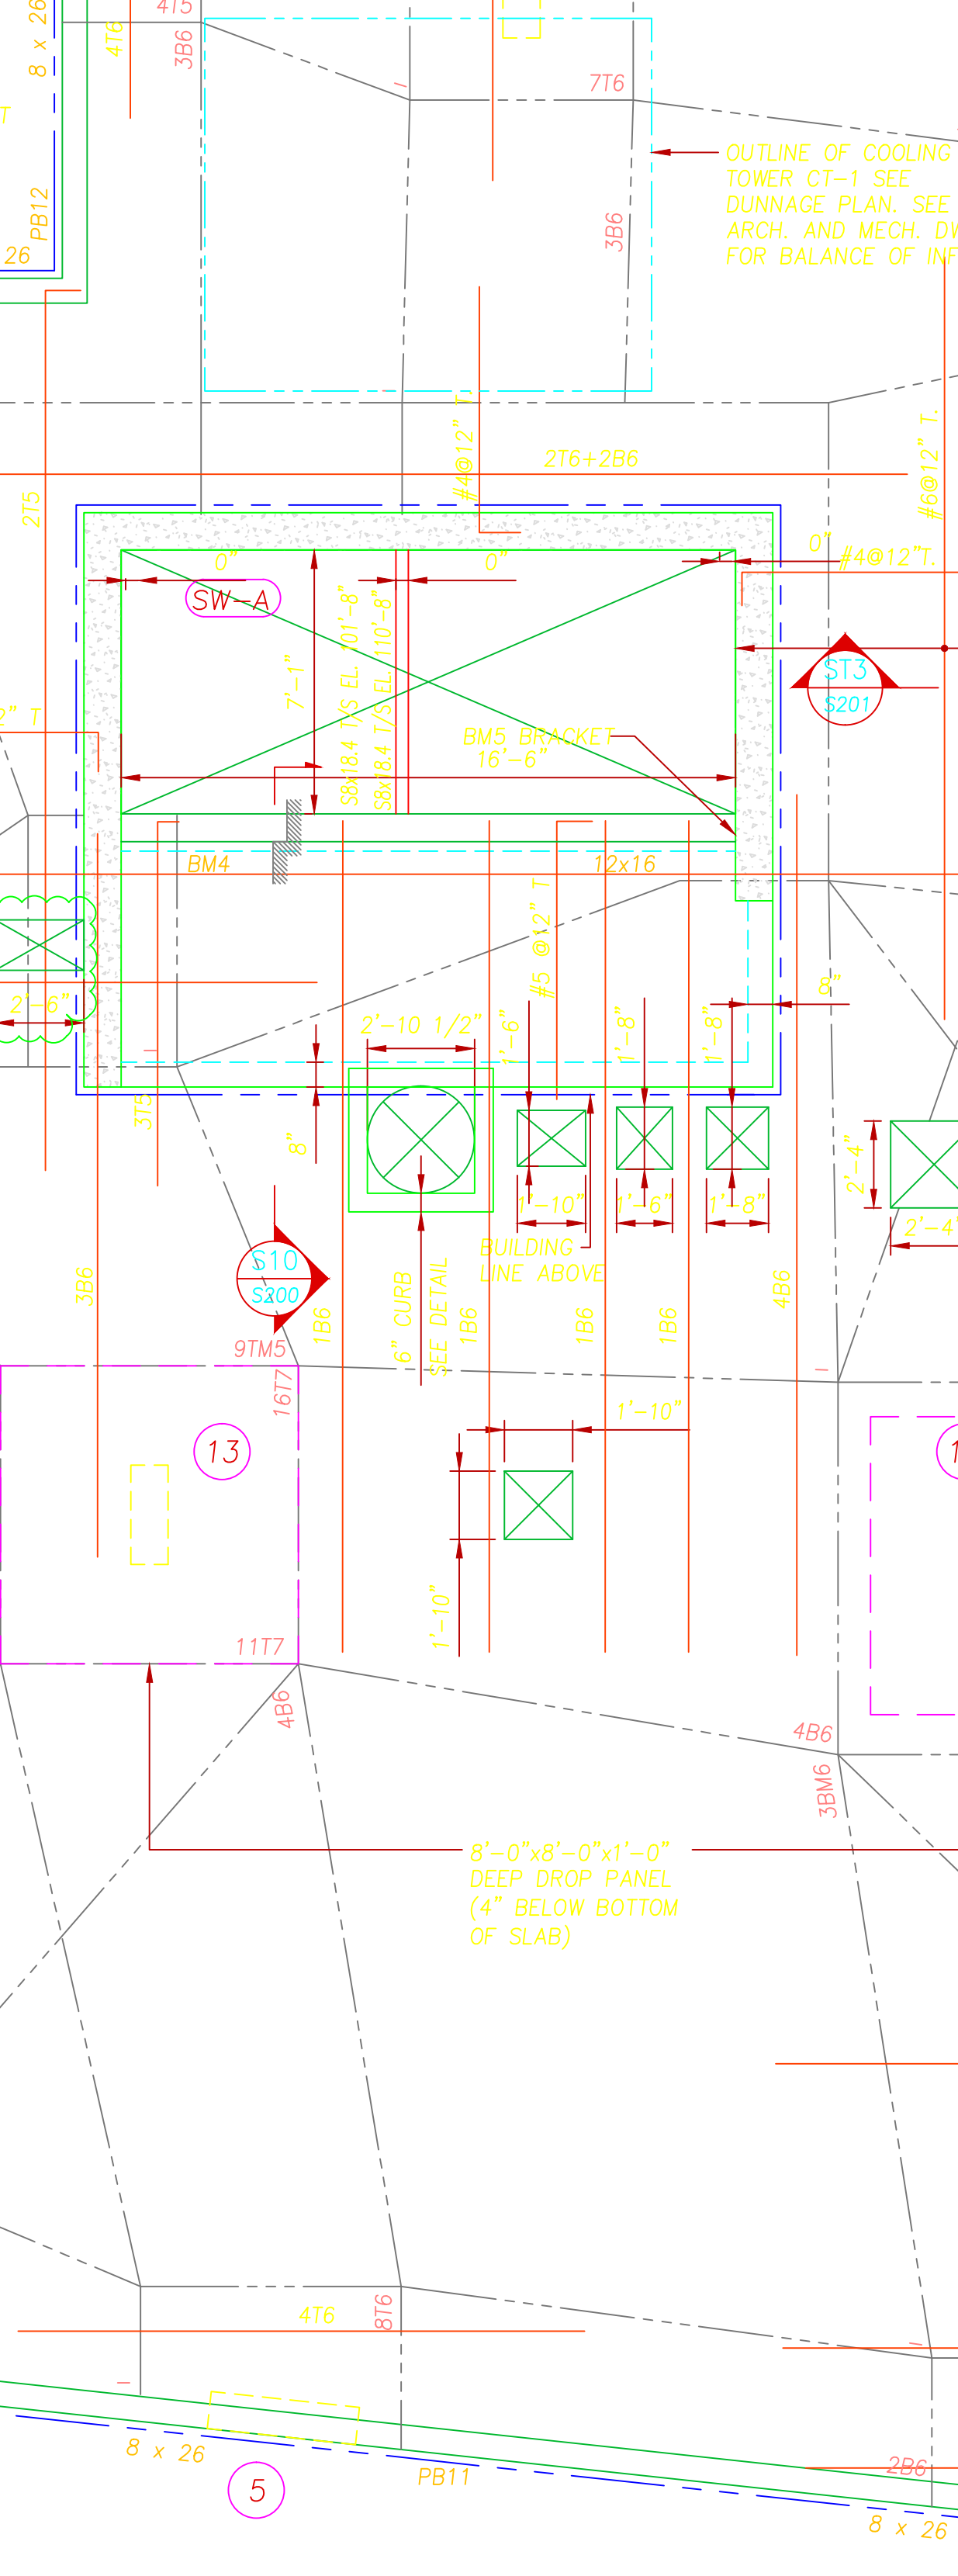 4T5
8 x 26
4T6
3B6
T
7T6
OUTLINE OF COOLING
TOWER CT-1 SEE
DUNNAGE PLAN. SEE
ARCH. AND MECH.
FOR BALANCE OF
PB12
26
3B6
#4@12" T.
2T6+2B6
#6@12" T.
2T5
0"
0"
0"
#4@12"T.
SW-A
7'-1"
S8x18.4 T/S EL. 101'-8"
S8x18.4 T/S EL. 110'-8"
ST3
S201
2" T
BM5 BRACKET
16'-6"
BM4
12x16
#5 @12" T
2'-6"
8"
2'-10 1/2"
1'-6"
1'-8"
1'-8"
3T5
8"
2'-4"
1'-10"
1'-6"
1'-8"
2'-4"
BUILDING
LINE ABOVE
S10
S200
3B6
1B6
6" CURB
SEE DETAIL
1B6
1B6
1B6
4B6
9TM5
16T7
1'-10"
13
1
1'-10"
11T7
4B6
4B6
3BM6
8'-0"x8'-0"x1'-0"
DEEP DROP PANEL
(4" BELOW BOTTOM
OF SLAB)
4T6
8T6
8 x 26
PB11
2B6
5
8 x 26